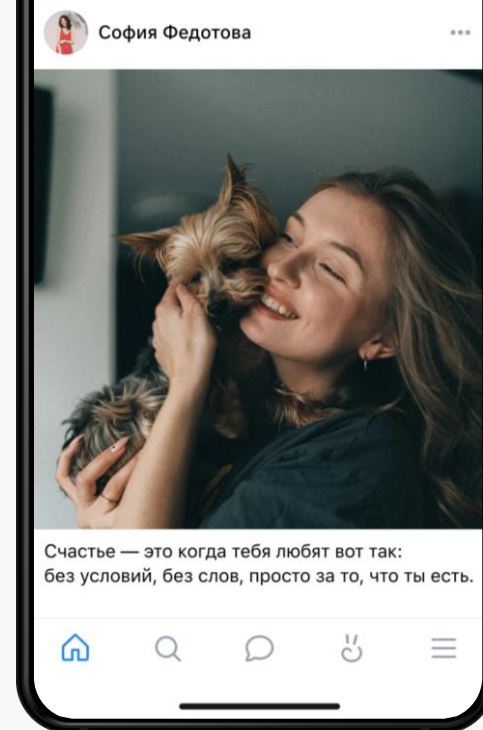 София Федотова
Счастье — это когда тебя любят вот так:
без условий, без слов, просто за то, что ты есть.